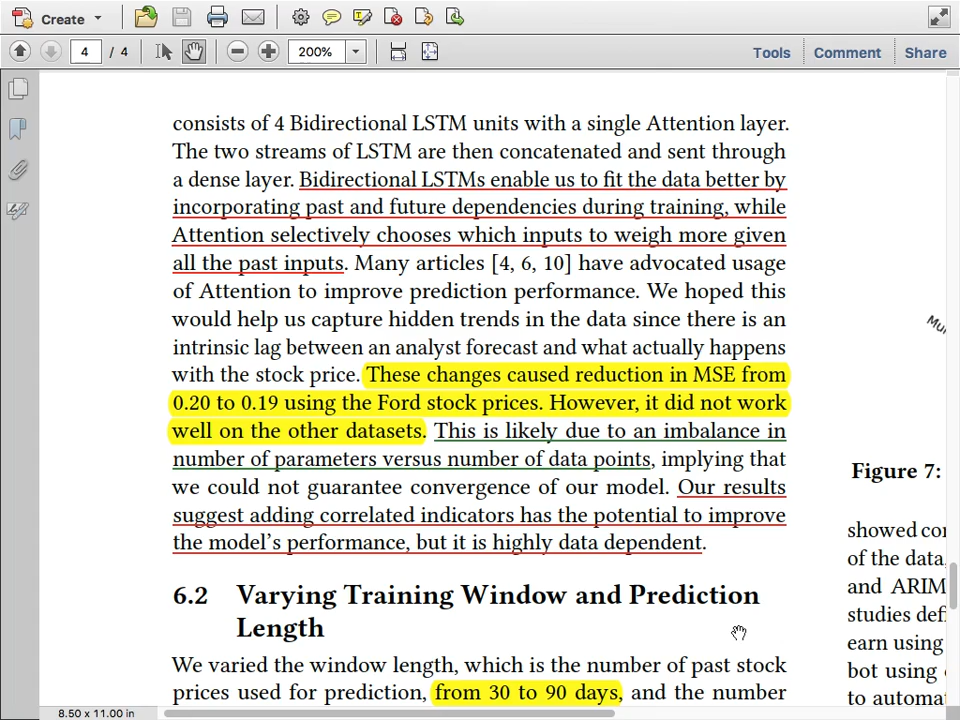 Create
4 / 4
200%
Tools
Comment
Share
consists of 4 Bidirectional LSTM units with a single Attention layer.
The two streams of LSTM are then concatenated and sent through
a dense layer. Bidirectional LSTMs enable us to fit the data better by
incorporating past and future dependencies during training, while
Attention selectively chooses which inputs to weigh more given
all the past inputs. Many articles [4, 6, 10] have advocated usage
of Attention to improve prediction performance. We hoped this
would help us capture hidden trends in the data since there is an
intrinsic lag between an analyst forecast and what actually happens
with the stock price. These changes caused reduction in MSE from
0.20 to 0.19 using the Ford stock prices. However, it did not work
well on the other datasets. This is likely due to an imbalance in
number of parameters versus number of data points, implying that
we could not guarantee convergence of our model. Our results
suggest adding correlated indicators has the potential to improve
the model's performance, but it is highly data dependent.
6.2 Varying Training Window and Prediction
Length
We varied the window length, which is the number of past stock
prices used for prediction, from 30 to 90 days, and the number
Figure 7:
showed con
of the data,
and ARIM
studies defi
earn using
bot using
to automa
8.50 x 11.00 in